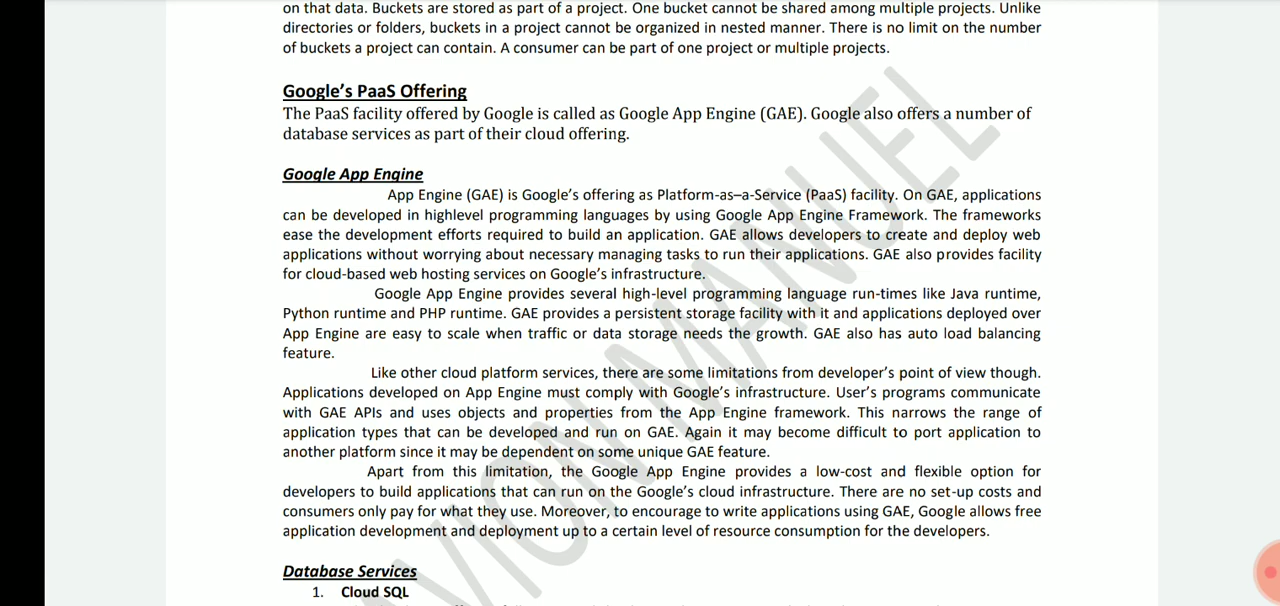 on that data. Buckets are stored as part of a project. One bucket cannot be shared among multiple projects. Unlike
directories or folders, buckets in a project cannot be organized in nested manner. There is no limit on the number
of buckets a project can contain. A consumer can be part of one project or multiple projects.
Google's PaaS Offering
The PaaS facility offered by Google is called as Google App Engine (GAE). Google also offers a number of
database services as part of their cloud offering.
Google App Engine
App Engine (GAE) is Google's offering as Platform-as–a-Service (PaaS) facility. On GAE, applications
can be developed in highlevel programming languages by using Google App Engine Framework. The frameworks
ease the development efforts required to build an application. GAE allows developers to create and deploy web
applications without worrying about necessary managing tasks to run their applications. GAE also provides facility
for cloud-based web hosting services on Google's infrastructure.
Google App Engine provides several high-level programming language run-times like Java runtime,
Python runtime and PHP runtime. GAE provides a persistent storage facility with it and applications deployed over
App Engine are easy to scale when traffic or data storage needs the growth. GAE also has auto load balancing
feature.
Like other cloud platform services, there are some limitations from developer's point of view though.
Applications developed on App Engine must comply with Google's infrastructure. User's programs communicate
with GAE APIs and uses objects and properties from the App Engine framework. This narrows the range of
application types that can be developed and run on GAE. Again it may become difficult to port application to
another platform since it may be dependent on some unique GAE feature.
Apart from this limitation, the Google App Engine provides a low-cost and flexible option for
developers to build applications that can run on the Google's cloud infrastructure. There are no set-up costs and
consumers only pay for what they use. Moreover, to encourage to write applications using GAE, Google allows free
application development and deployment up to a certain level of resource consumption for the developers.
Database Services
1. Cloud SQL
VION MANUEL